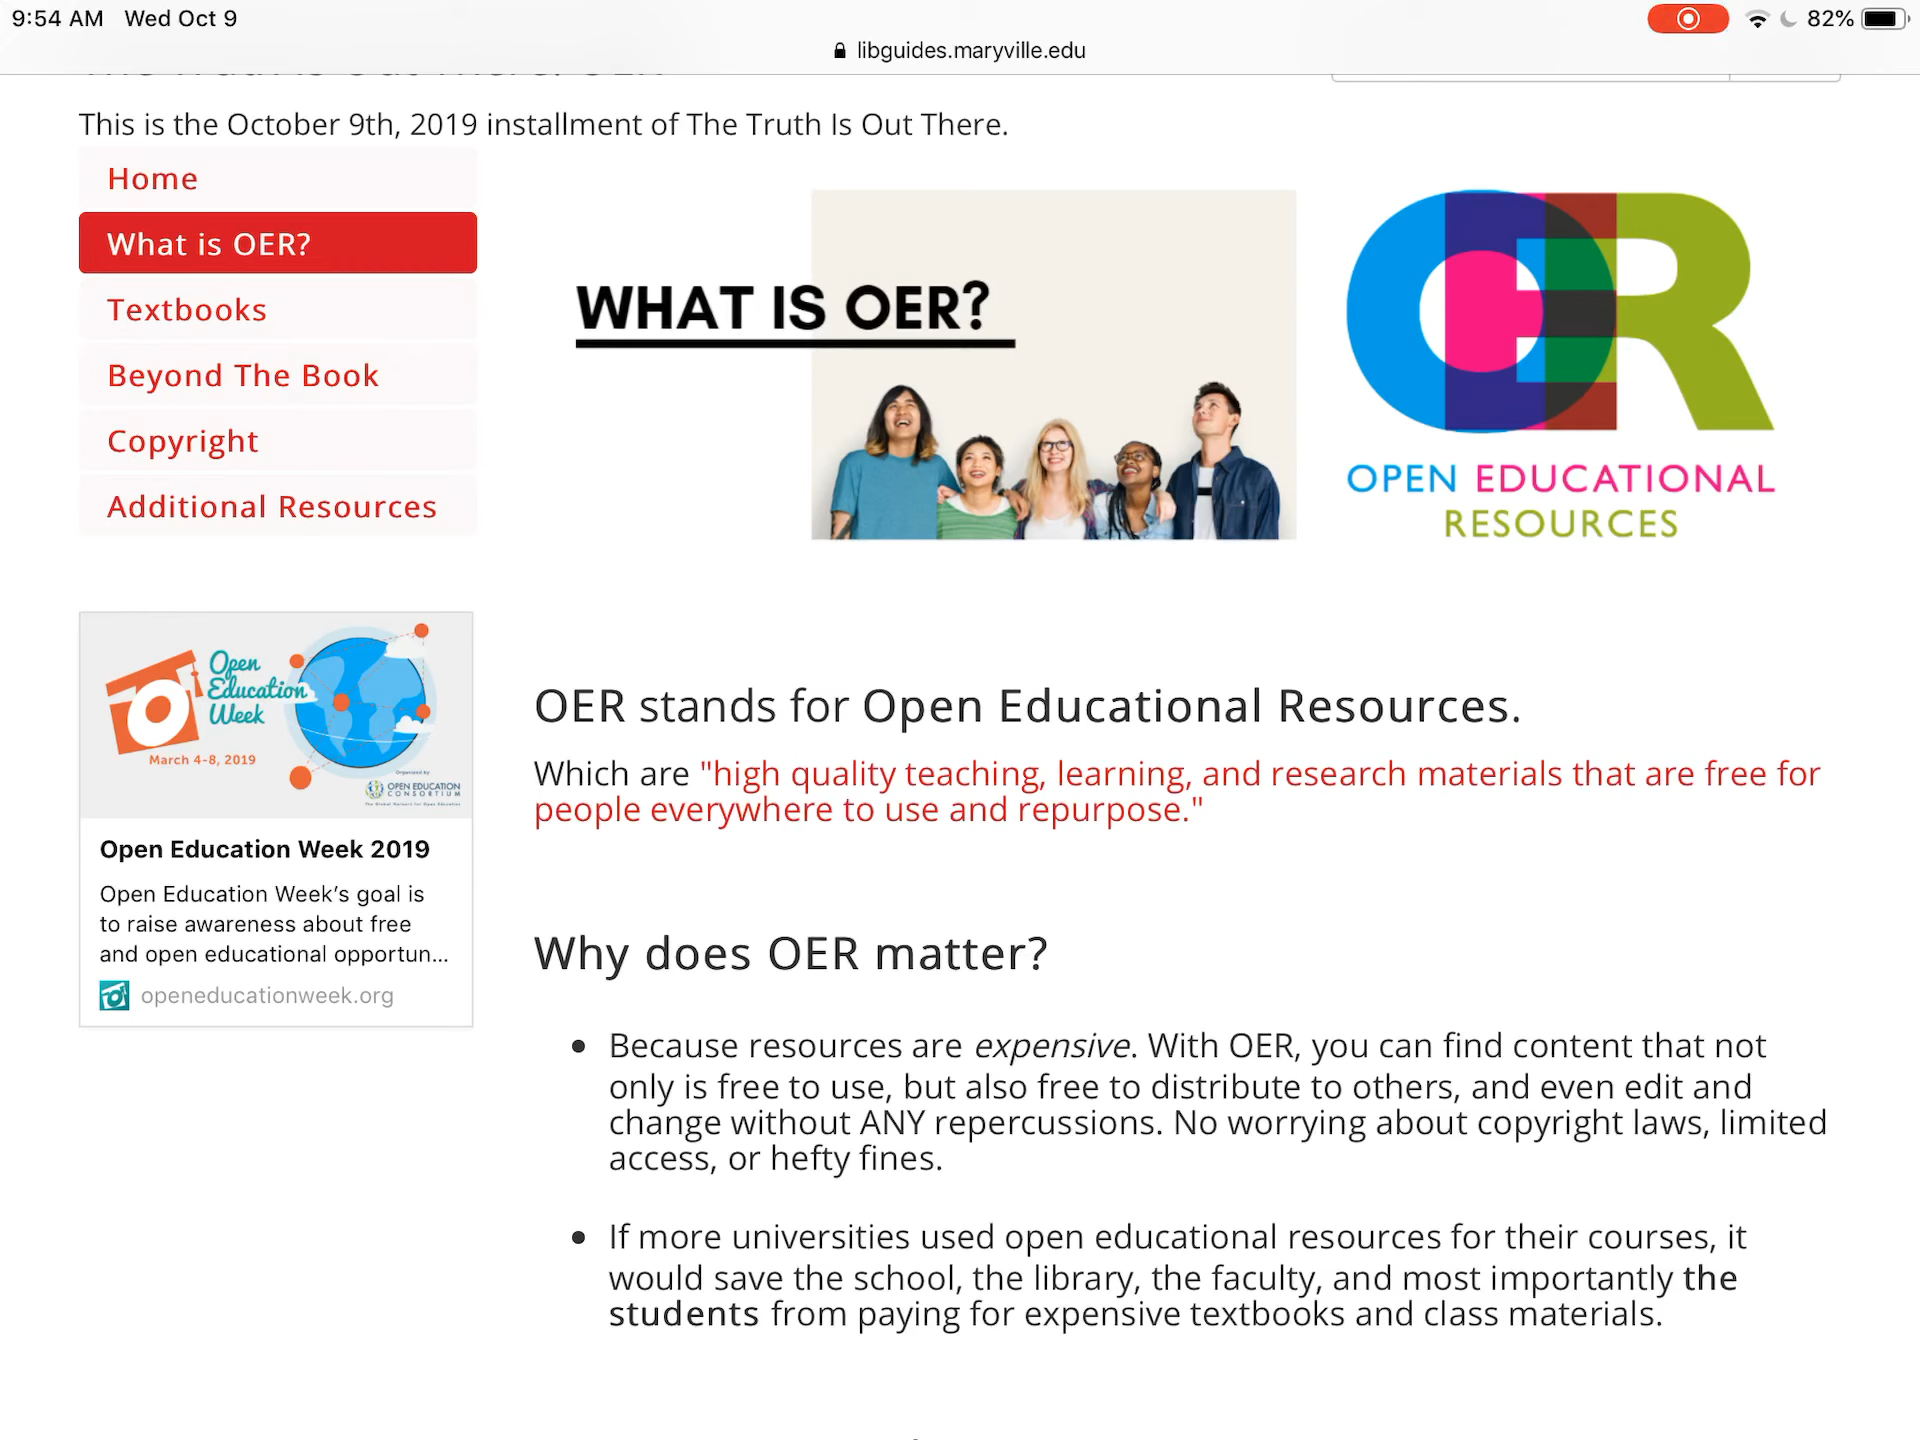 9:54 AM Wed Oct 9
82%
libguides.maryville.edu
This is the October 9th, 2019 installment of The Truth Is Out There.
Home
What is OER?
Textbooks
Beyond The Book
Copyright
Additional Resources
WHAT IS OER?
OER
OPEN EDUCATIONAL
RESOURCES
Open
Education
Week
March 4-8, 2019
Organized by
OPEN EDUCATION
CONSORTIUM
Open Education Week 2019
Open Education Week's goal is
to raise awareness about free
and open educational opportun...
openeducationweek.org
OER stands for Open Educational Resources.
Which are "high quality teaching, learning, and research materials that are free for
people everywhere to use and repurpose."
Why does OER matter?
• Because resources are expensive. With OER, you can find content that not
only is free to use, but also free to distribute to others, and even edit and
change without ANY repercussions. No worrying about copyright laws, limited
access, or hefty fines.
• If more universities used open educational resources for their courses, it
would save the school, the library, the faculty, and most importantly the
students from paying for expensive textbooks and class materials.